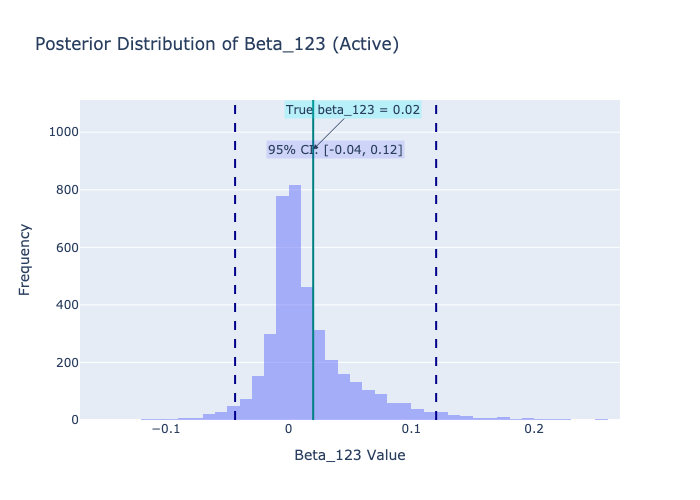 Posterior Distribution of Beta_123 (Active)
True beta_123 = 0.02
95% CI: [-0.04, 0.12]
1000
800
600
400
200
0
Frequency
−0.1
0
0.1
0.2
Beta_123 Value